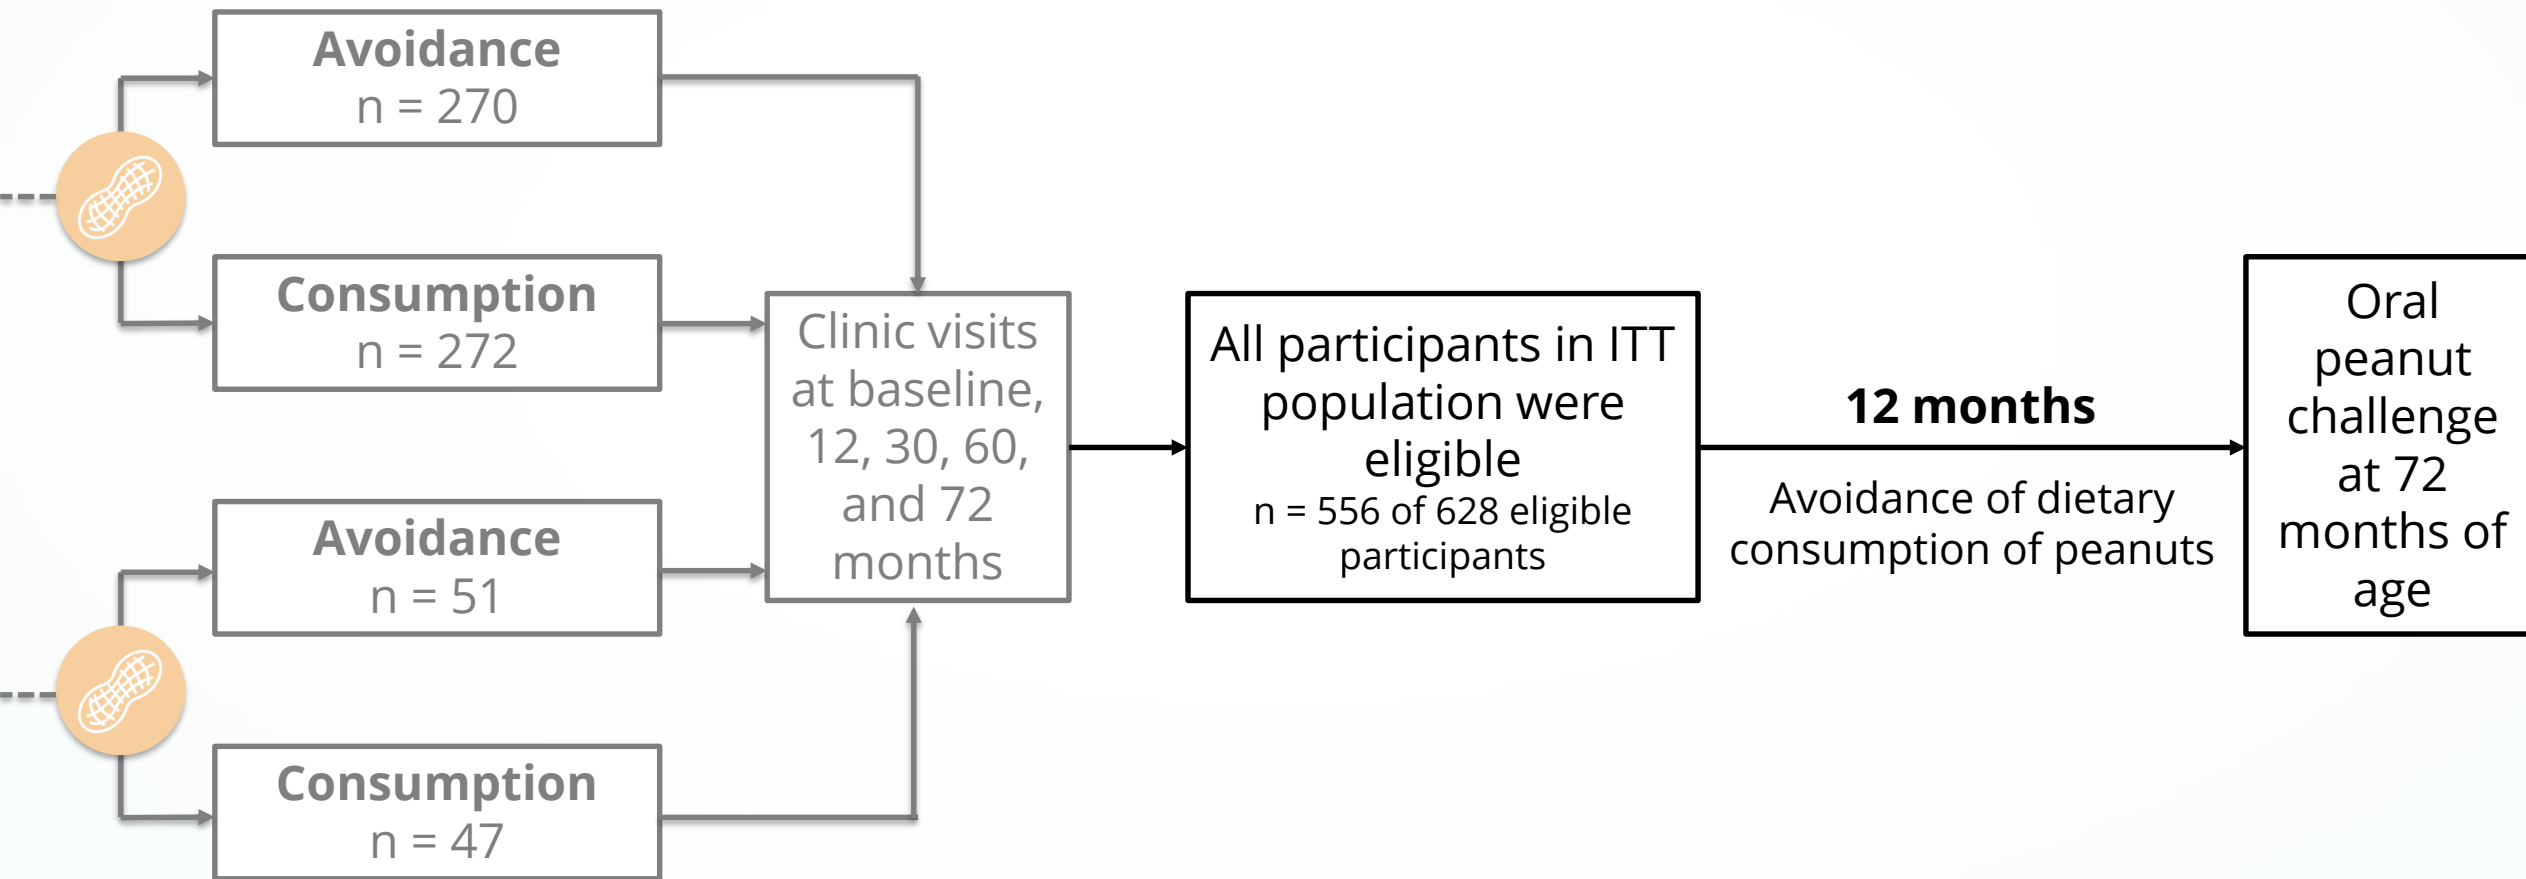 Avoidance
n = 270
Consumption
n = 272
Avoidance
n = 51
Consumption
n = 47
Clinic visits
at baseline,
12, 30, 60,
and 72
months
All participants in ITT
population were
eligible
n = 556 of 628 eligible
participants
12 months
Avoidance of dietary
consumption of peanuts
Oral
peanut
challenge
at 72
months of
age